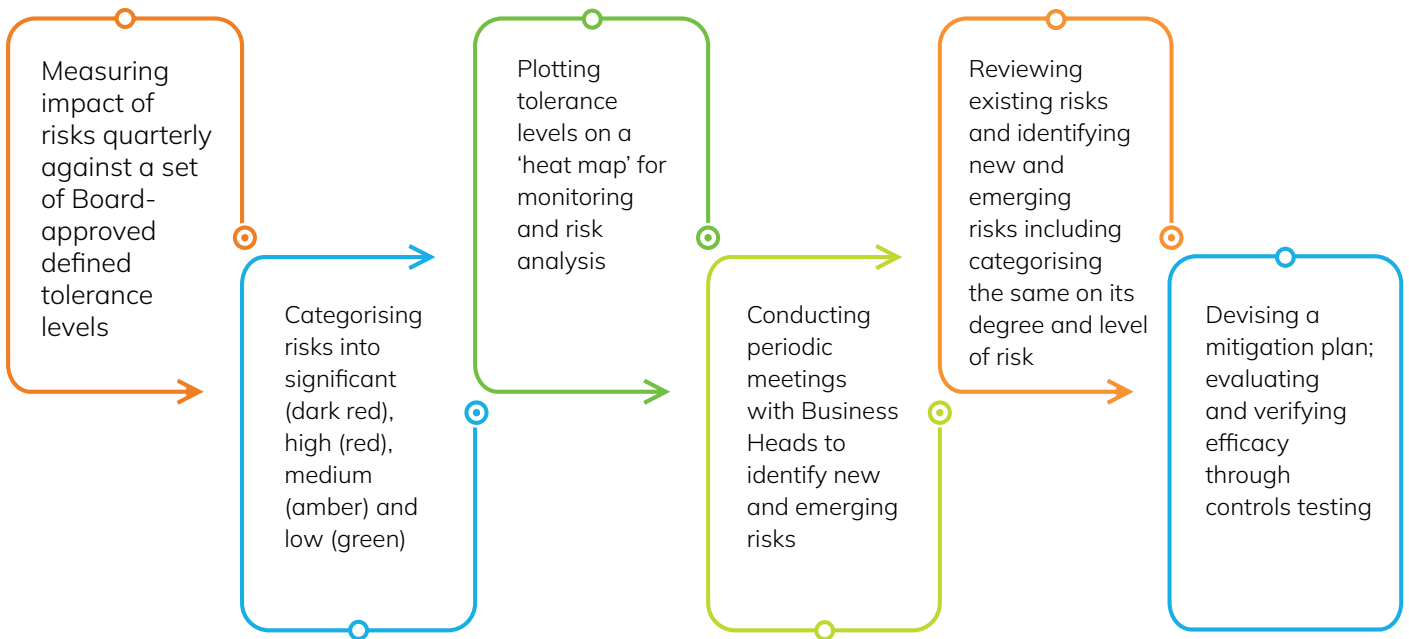 Measuring
impact of
risks quarterly
against a set
of Board-
approved
defined
tolerance
levels
Categorising
risks into
significant
(dark red),
high (red),
medium
(amber) and
low (green)
Plotting
tolerance
levels on a
‘heat map’ for
monitoring
and risk
analysis
Conducting
periodic
meetings
with Business
Heads to
identify new
and emerging
risks
Reviewing
existing risks
and identifying
new and
emerging
risks including
categorising
the same on its
degree and level
of risk
Devising a
mitigation plan;
evaluating
and verifying
efficacy
through
controls testing